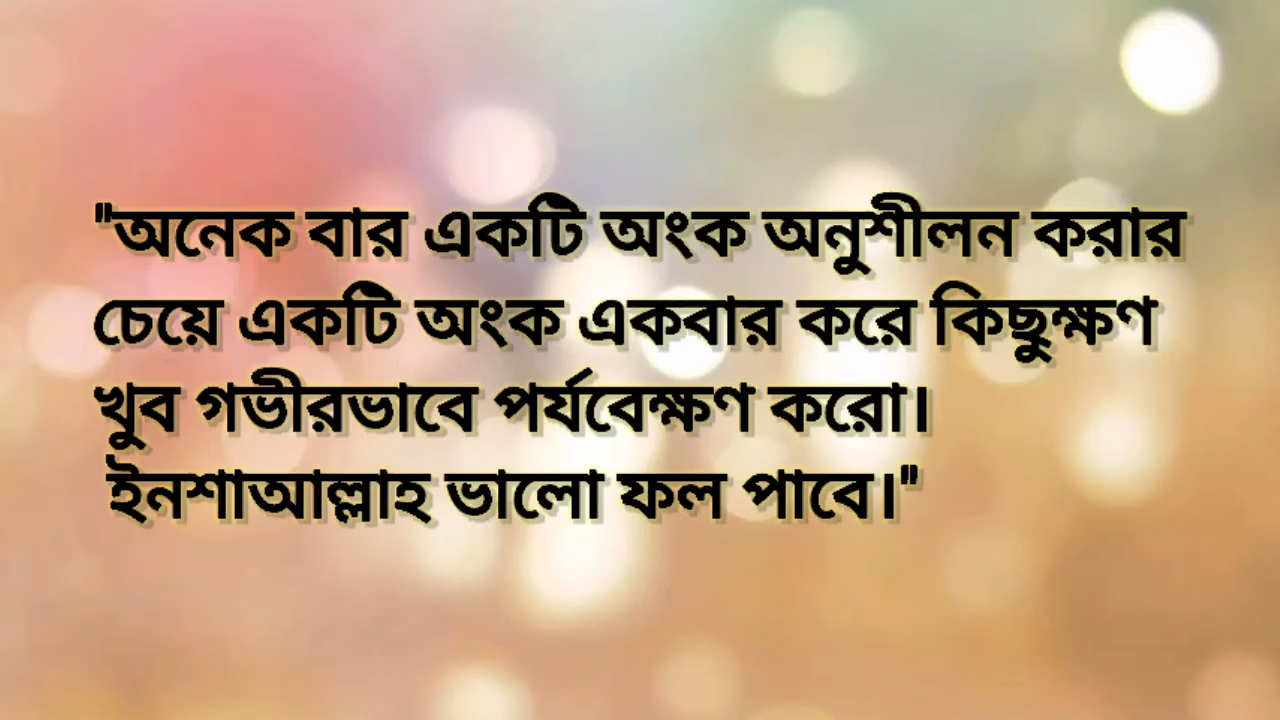 "অনেক বার একটি অংক অনুশীলন করার
চেয়ে একটি অংক একবার করে কিছুক্ষণ
খুব গভীরভাবে পর্যবেক্ষণ করো।
ইনশাআল্লাহ ভালো ফল পাবে।"